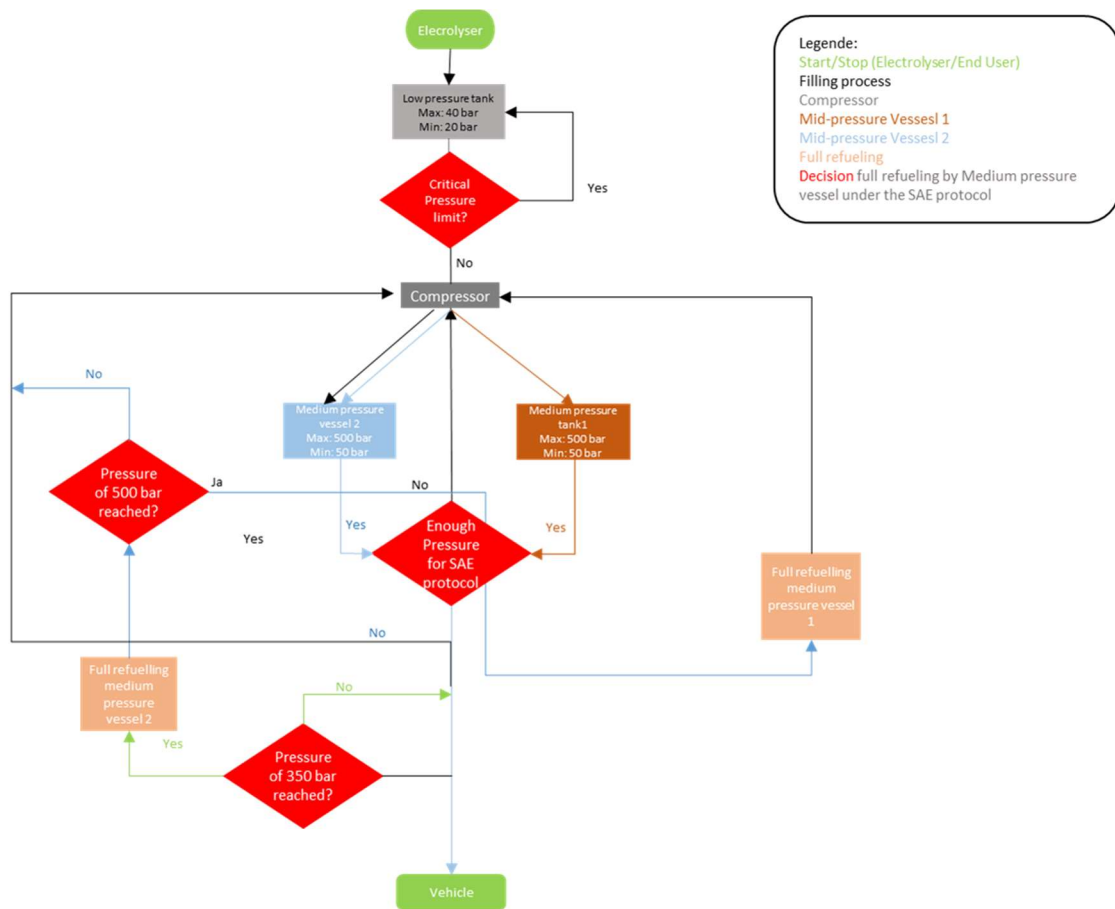 Elecrolyser
Legende:
Start/Stop (Electrolyser/End User)
Filling process
Compressor
Mid-pressure Vessesl 1
Mid-pressure Vessesl 2
Full refueling
Decision full refueling by Medium pressure
vessel under the SAE protocol
Low pressure tank
Max: 40 bar
Min: 20 bar
Critical
Pressure
limit?
Yes
No
Compressor
No
Medium pressure
vessel 2
Max: 500 bar
Min: 50 bar
Medium pressure
tank1
Max: 500 bar
Min: 50 bar
Pressure
of 500 bar
reached?
Ja
No
Yes
Yes
Yes
Enough
Pressure
for SAE
protocol
Full refuelling
medium
pressure vessel
1
No
Full refuelling
medium
pressure
vessel 2
No
Yes
Pressure
of 350 bar
reached?
Vehicle